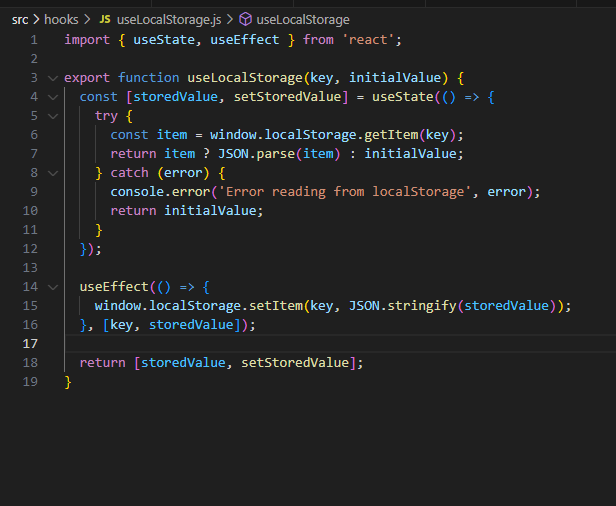 src > hooks > JS useLocalStorage.js > useLocalStorage
1 import { useState, useEffect } from 'react';
2
3 export function useLocalStorage(key, initialValue) {
4   const [storedValue, setStoredValue] = useState(() => {
5     try {
6       const item = window.localStorage.getItem(key);
7       return item ? JSON.parse(item) : initialValue;
8     } catch (error) {
9       console.error('Error reading from localStorage', error);
10       return initialValue;
11     }
12   });
13
14   useEffect(() => {
15     window.localStorage.setItem(key, JSON.stringify(storedValue));
16   }, [key, storedValue]);
17
18   return [storedValue, setStoredValue];
19 }